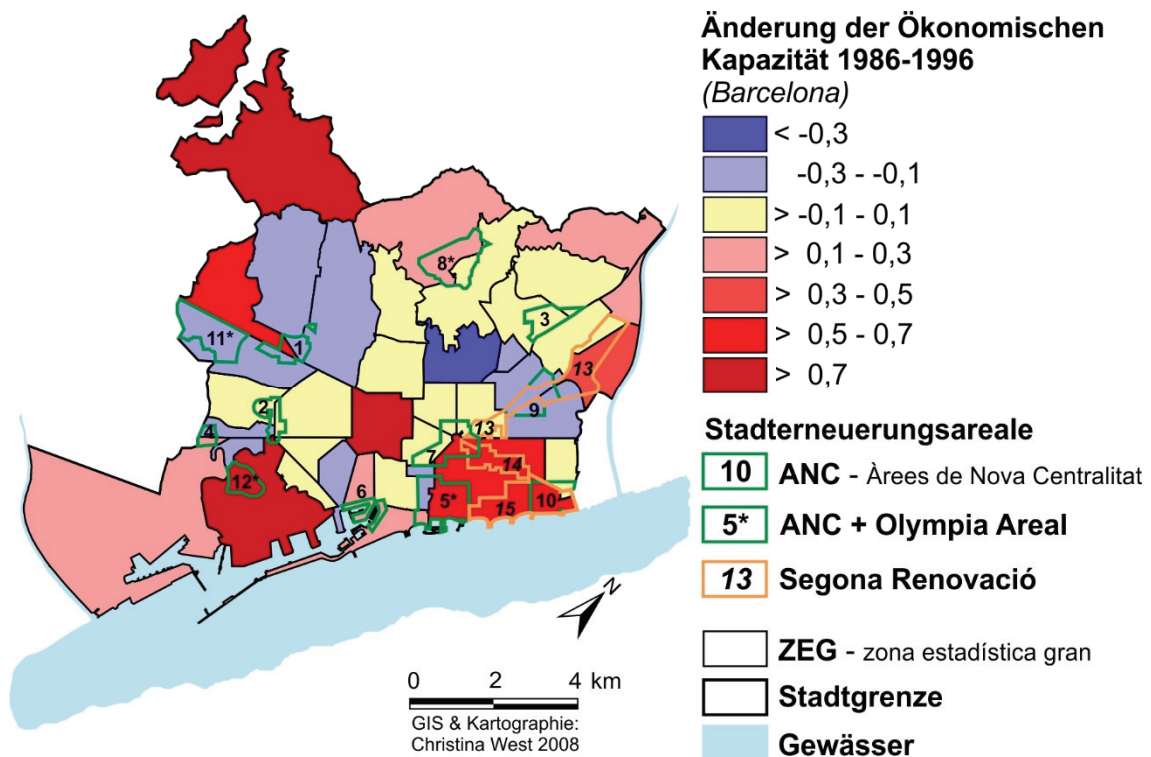 Änderung der Ökonomischen
Kapazität 1986-1996
(Barcelona)
< -0,3
-0,3 - -0,1
> -0,1 - 0,1
> 0,1 - 0,3
> 0,3 - 0,5
> 0,5 - 0,7
> 0,7
Stadterneuerungsareale
10 ANC - Àrees de Nova Centralitat
5* ANC + Olympia Areal
13 Segona Renovació
ZEG - zona estadística gran
Stadtgrenze
Gewässer
8*
3
11*
1
13
2
9
4
13
7
14
12*
6
5*
10
15
N
0 2 4 km
GIS & Kartographie:
Christina West 2008